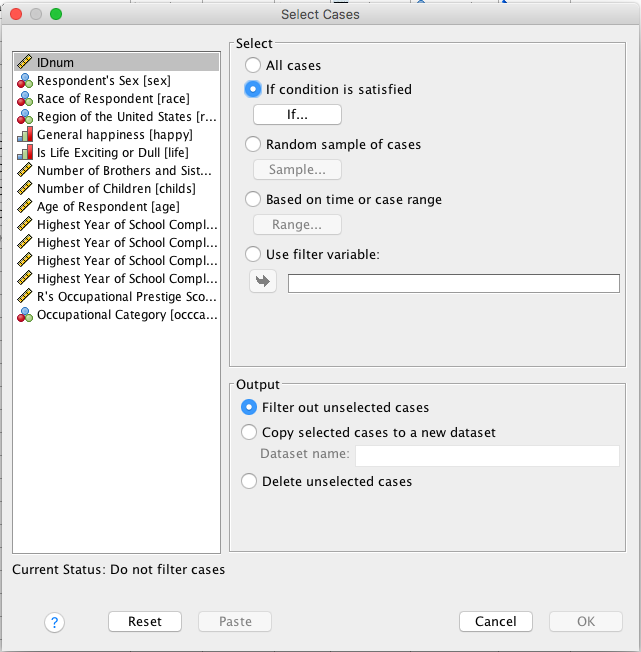 Select Cases
IDnum
Respondent's Sex [sex]
Race of Respondent [race]
Region of the United States [r...
General happiness [happy]
Is Life Exciting or Dull [life]
Number of Brothers and Sist...
Number of Children [childs]
Age of Respondent [age]
Highest Year of School Compl...
Highest Year of School Compl...
Highest Year of School Compl...
Highest Year of School Compl...
R's Occupational Prestige Sco...
Occupational Category [occca...
Select
All cases
If condition is satisfied
If...
Random sample of cases
Sample...
Based on time or case range
Range...
Use filter variable:
Output
Filter out unselected cases
Copy selected cases to a new dataset
Dataset name:
Delete unselected cases
Current Status: Do not filter cases
?
Reset
Paste
Cancel
OK